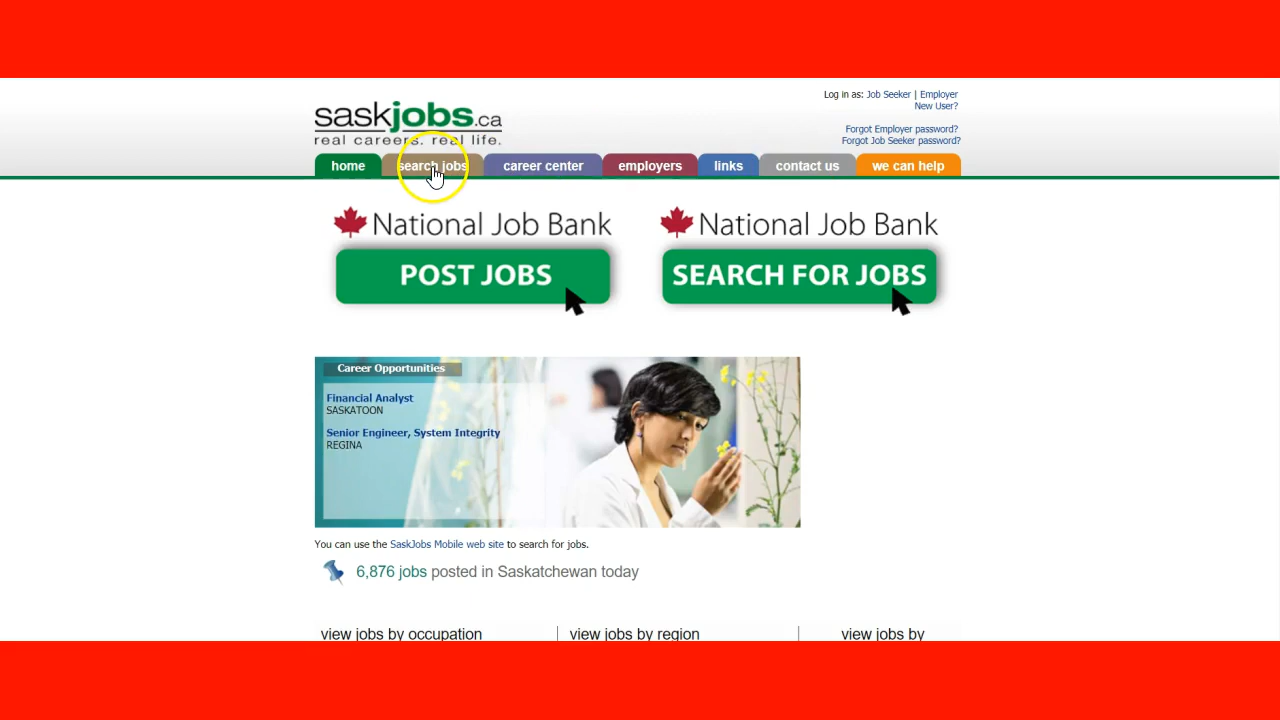 saskjobs.ca
real careers. real life.
Log in as: Job Seeker | Employer
New User?
Forgot Employer password?
Forgot Job Seeker password?
home
search jobs
career center
employers
links
contact us
we can help
National Job Bank
POST JOBS
National Job Bank
SEARCH FOR JOBS
Career Opportunities
Financial Analyst
SASKATOON
Senior Engineer, System Integrity
REGINA
You can use the SaskJobs Mobile web site to search for jobs.
6,876 jobs posted in Saskatchewan today
view jobs by occupation
view jobs by region
view jobs by